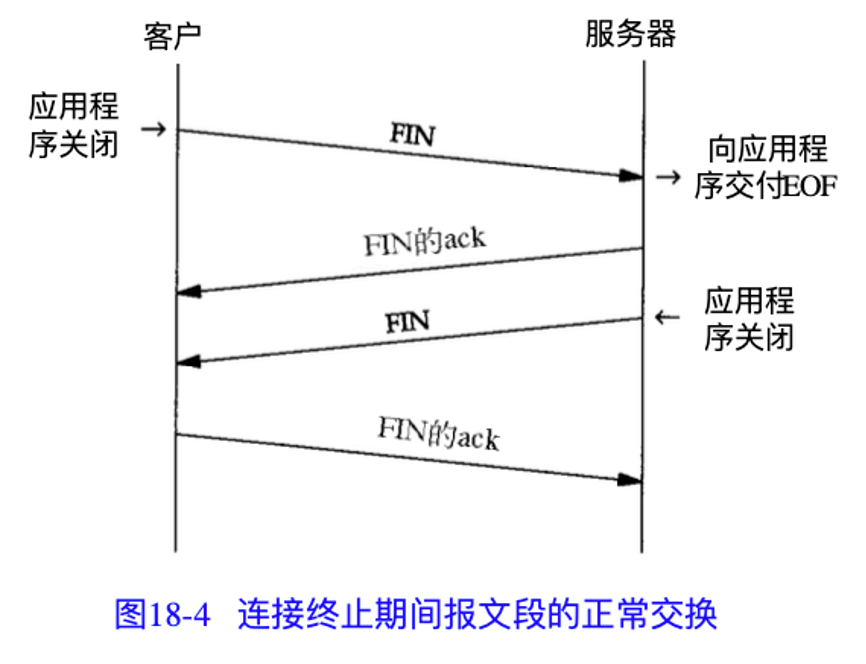 客户
服务器
应用程
序关闭
FIN
向应用程
序交付EOF
FIN的ack
FIN
应用程
序关闭
FIN的ack
图18-4 连接终止期间报文段的正常交换